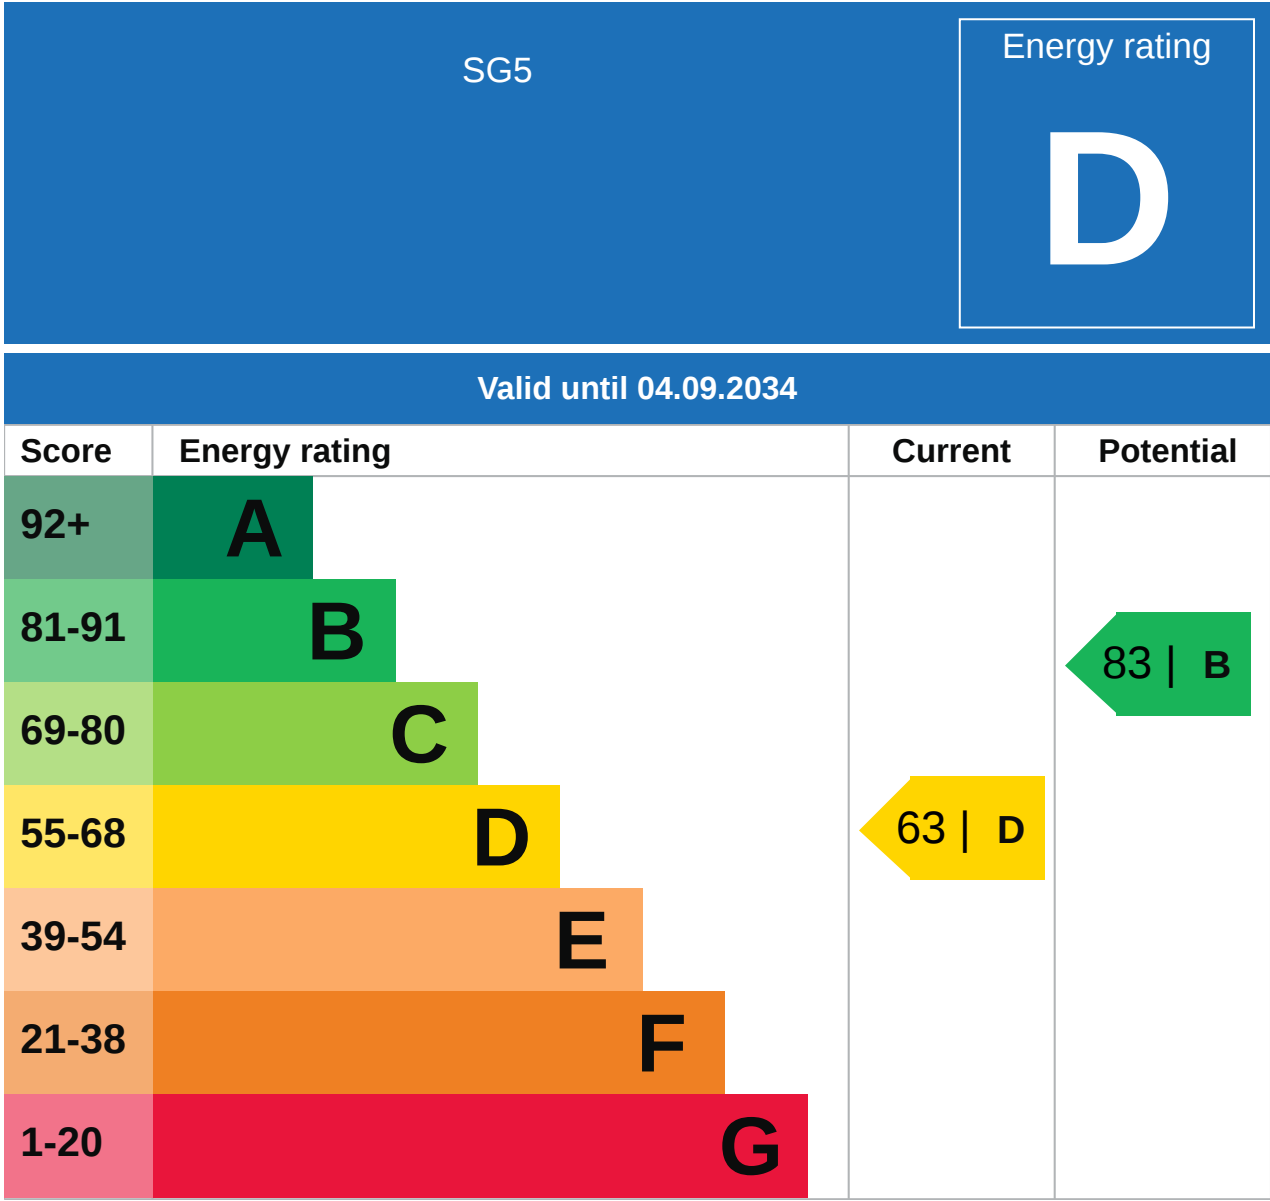 SG5
Energy rating
D
Valid until 04.09.2034
Score Energy rating Current Potential
92+ A
81-91 B
83 | B
69-80 C
55-68 D
63 | D
39-54 E
21-38 F
1-20 G